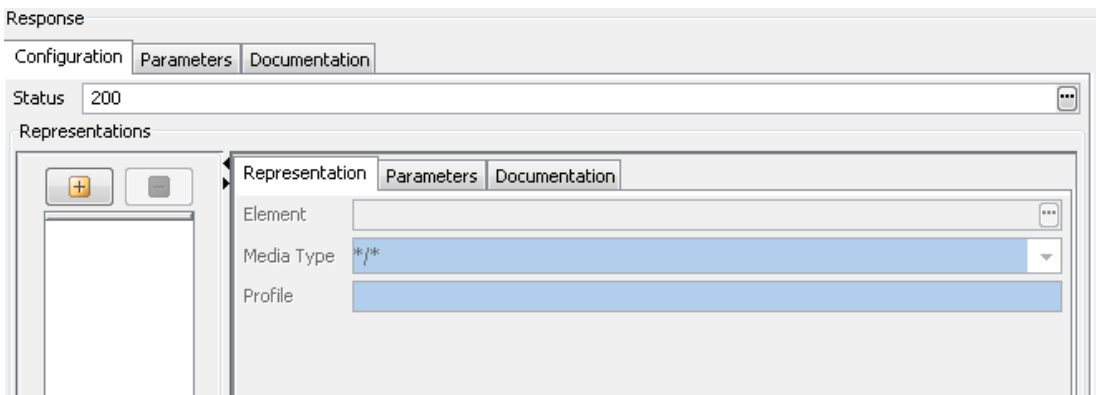 Response
Configuration Parameters Documentation
Status 200
Representations
Representation Parameters Documentation
Element
Media Type */*
Profile